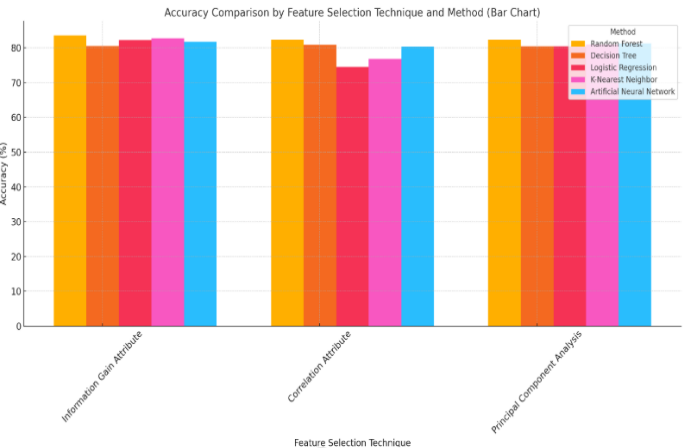 Accuracy Comparison by Feature Selection Technique and Method (Bar Chart)
Method
Random Forest
Decision Tree
Logistic Regression
K-Nearest Neighbor
Artificial Neural Network
Accuracy (%)
80
70
60
50
40
30
20
10
0
Information Gain Attribute
Correlation Attribute
Principal Component Analysis
Feature Selection Technique